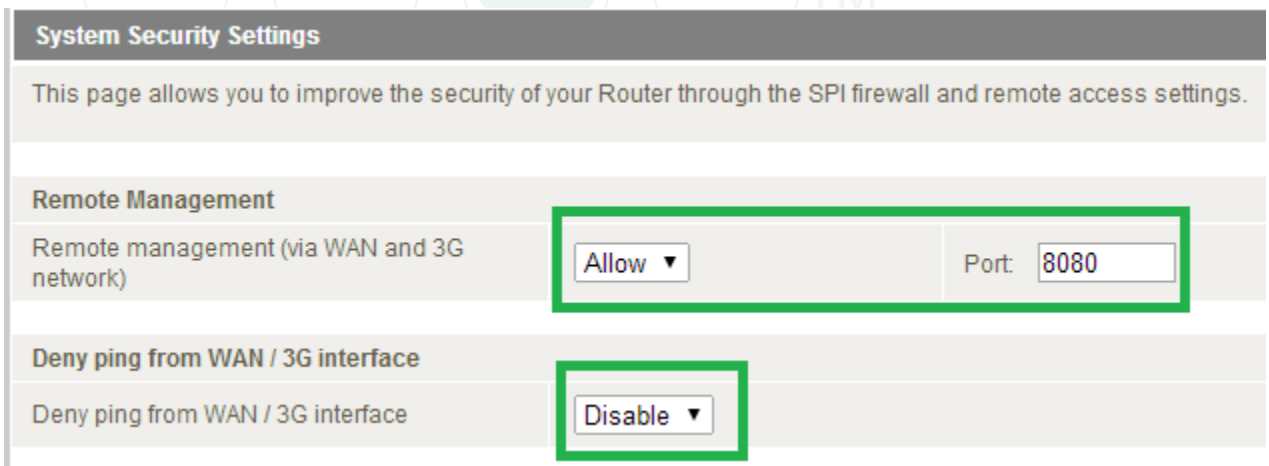 System Security Settings
This page allows you to improve the security of your Router through the SPI firewall and remote access settings.
Remote Management
Remote management (via WAN and 3G
network)
Allow
Port: 8080
Deny ping from WAN / 3G interface
Deny ping from WAN / 3G interface
Disable